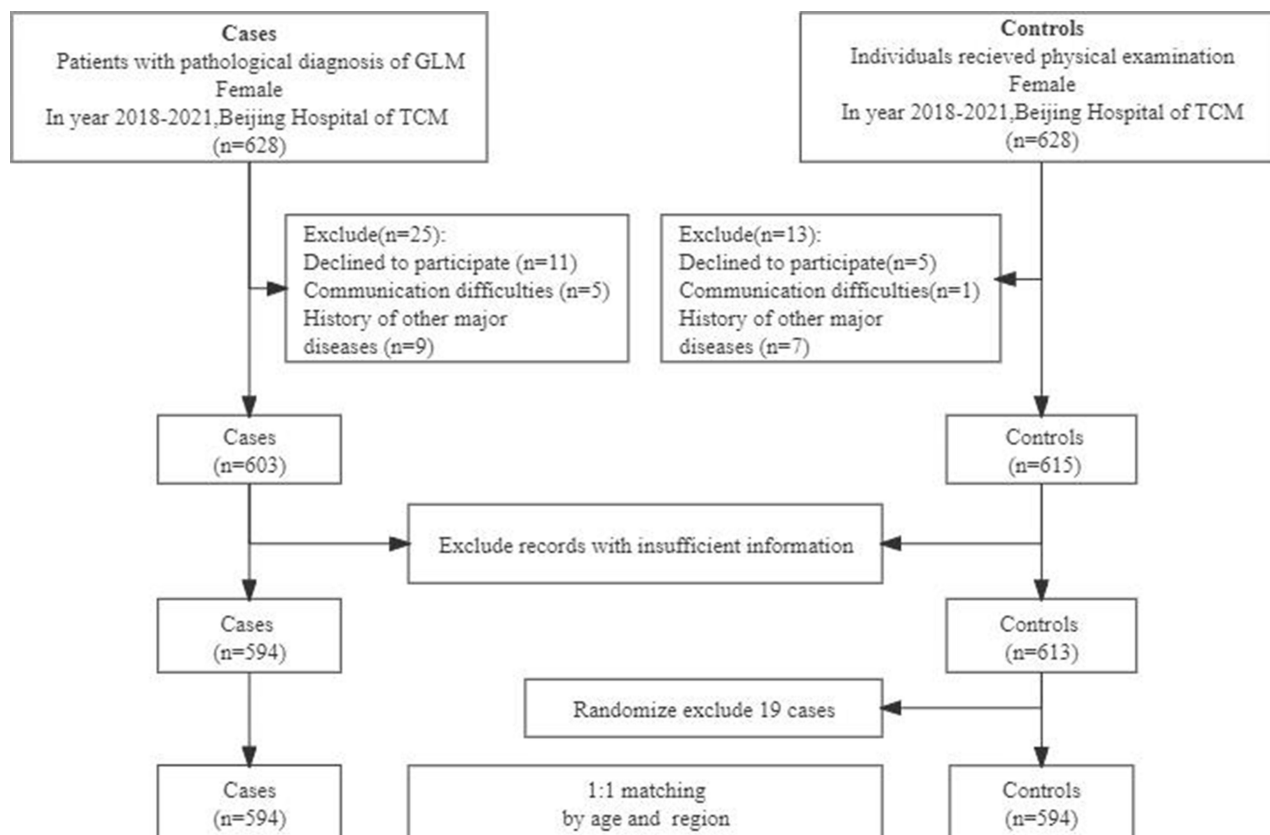 Cases
Patients with pathological diagnosis of GLM
Female
In year 2018-2021,Beijing Hospital of TCM
(n=628)
Controls
Individuals recieved physical examination
Female
In year 2018-2021,Beijing Hospital of TCM
(n=628)
Exclude(n=25):
Declined to participate (n=11)
Communication difficulties (n=5)
History of other major
diseases (n=9)
Exclude(n=13):
Declined to participate(n=5)
Communication difficulties(n=1)
History of other major
diseases (n=7)
Cases
(n=603)
Controls
(n=615)
Exclude records with insufficient information
Cases
(n=594)
Controls
(n=613)
Randomize exclude 19 cases
Cases
(n=594)
1:1 matching
by age and region
Controls
(n=594)